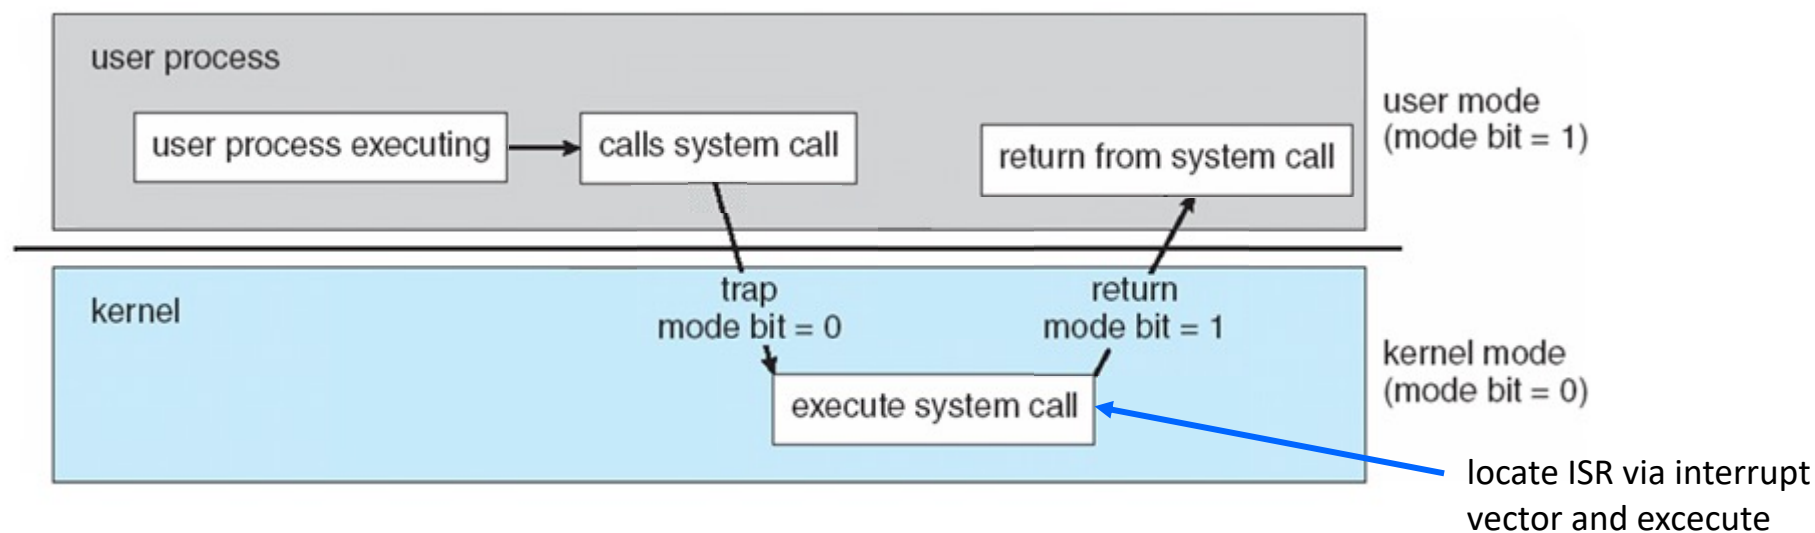 user process
user process executing
calls system call
return from system call
user mode
(mode bit = 1)
kernel
trap
mode bit = 0
return
mode bit = 1
execute system call
kernel mode
(mode bit = 0)
locate ISR via interrupt
vector and excecute